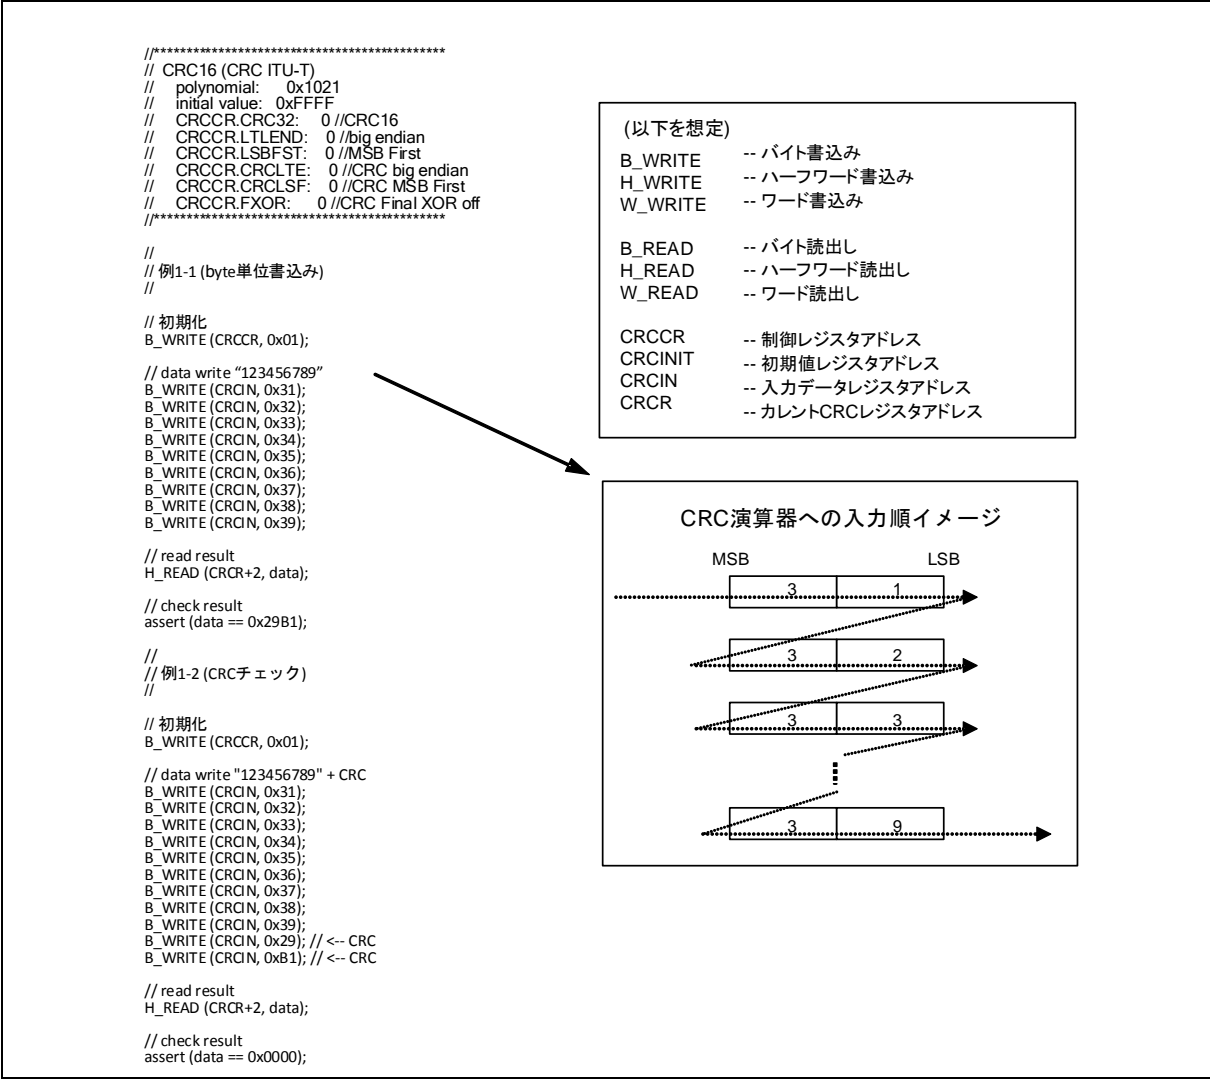 //********************************************
// CRC16 (CRC ITU-T)
// polynomial: 0x1021
// initial value: 0xFFFF
// CRCCR.CRC32: 0 //CRC16
// CRCCR.LTLEND: 0 //big endian
// CRCCR.LSBFST: 0 //MSB First
// CRCCR.CRCLTE: 0 //CRC big endian
// CRCCR.CRCLSF: 0 //CRC MSB First
// CRCCR.FXOR: 0 //CRC Final XOR off
//********************************************
//
// 例1-1 (byte単位書込み)
//
// 初期化
B_WRITE (CRCCR, 0x01);
// data write “123456789”
B_WRITE (CRCIN, 0x31);
B_WRITE (CRCIN, 0x32);
B_WRITE (CRCIN, 0x33);
B_WRITE (CRCIN, 0x34);
B_WRITE (CRCIN, 0x35);
B_WRITE (CRCIN, 0x36);
B_WRITE (CRCIN, 0x37);
B_WRITE (CRCIN, 0x38);
B_WRITE (CRCIN, 0x39);
// read result
H_READ (CRCR+2, data);
// check result
assert (data == 0x29B1);
//
// 例1-2 (CRCチェック)
//
// 初期化
B_WRITE (CRCCR, 0x01);
// data write "123456789" + CRC
B_WRITE (CRCIN, 0x31);
B_WRITE (CRCIN, 0x32);
B_WRITE (CRCIN, 0x33);
B_WRITE (CRCIN, 0x34);
B_WRITE (CRCIN, 0x35);
B_WRITE (CRCIN, 0x36);
B_WRITE (CRCIN, 0x37);
B_WRITE (CRCIN, 0x38);
B_WRITE (CRCIN, 0x39);
B_WRITE (CRCIN, 0x29); // <-- CRC
B_WRITE (CRCIN, 0xB1); // <-- CRC
// read result
H_READ (CRCR+2, data);
// check result
assert (data == 0x0000);
(以下を想定)
B_WRITE -- バイト書込み
H_WRITE -- ハーフワード書込み
W_WRITE -- ワード書込み
B_READ -- バイト読出し
H_READ -- ハーフワード読出し
W_READ -- ワード読出し
CRCCR -- 制御レジスタアドレス
CRCINIT -- 初期値レジスタアドレス
CRCIN -- 入力データレジスタアドレス
CRCR -- カレントCRCレジスタアドレス
CRC演算器への入力順イメージ
MSB LSB
3 1
3 2
3 3
3 9